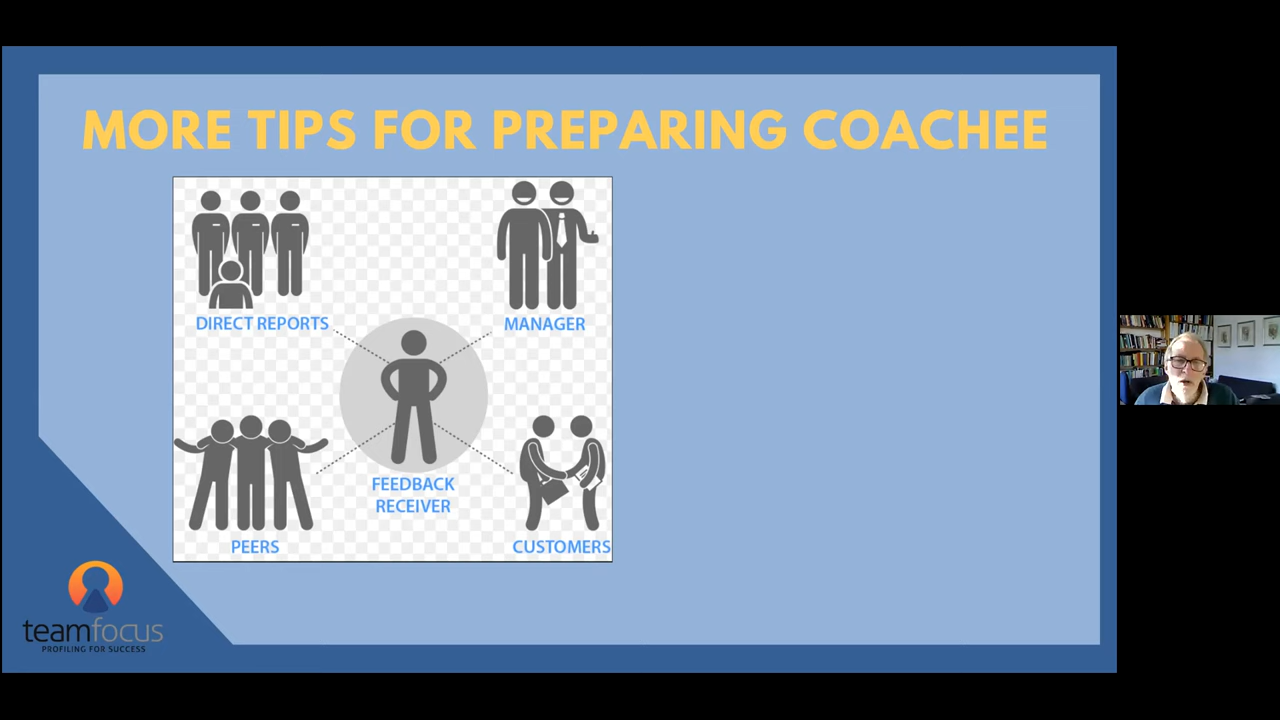 MORE TIPS FOR PREPARING COACHEE
DIRECT REPORTS
MANAGER
FEEDBACK
RECEIVER
PEERS
CUSTOMERS
teamfocus
PROFILING FOR SUCCESS